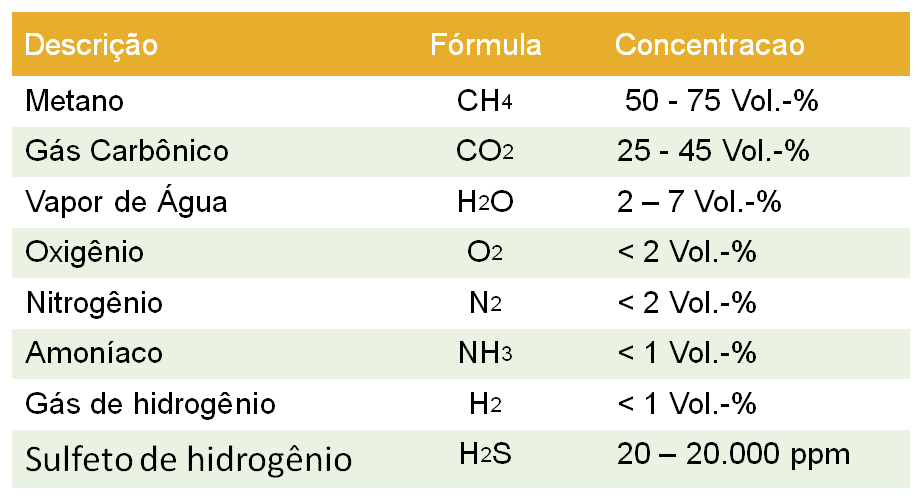 Descrição Fórmula Concentracao
Metano CH4 50 - 75 Vol.-%
Gás Carbônico CO2 25 - 45 Vol.-%
Vapor de Água H2O 2 – 7 Vol.-%
Oxigênio O2 < 2 Vol.-%
Nitrogênio N2 < 2 Vol.-%
Amoníaco NH3 < 1 Vol.-%
Gás de hidrogênio H2 < 1 Vol.-%
Sulfeto de hidrogênio H2S 20 – 20.000 ppm